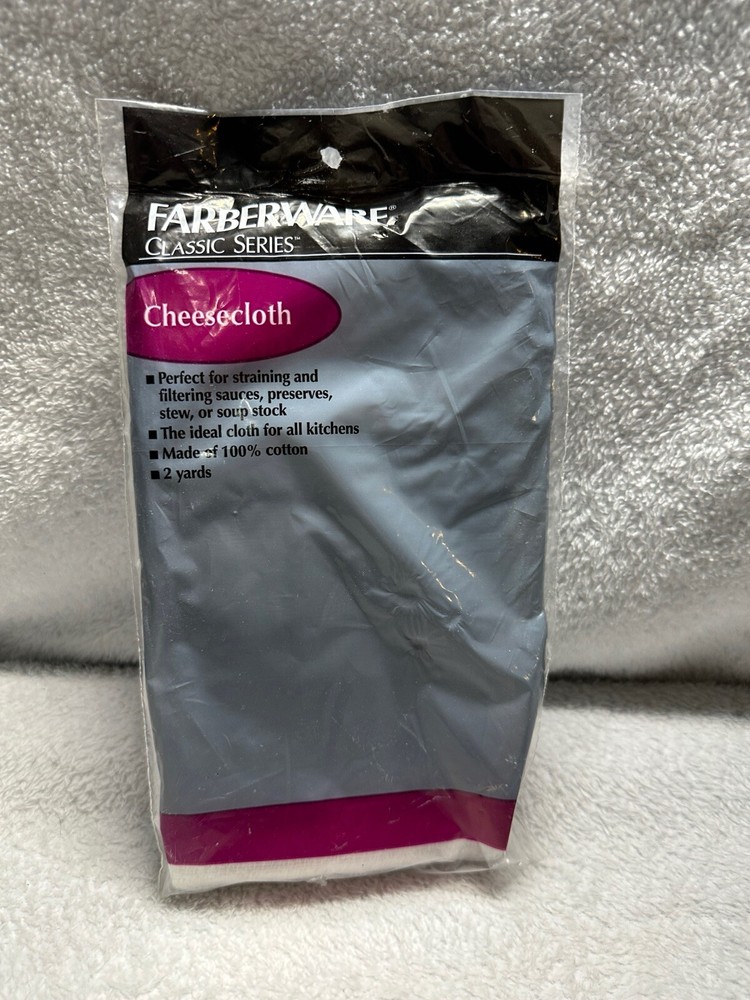 FARBERWARE®
CLASSIC SERIES™
Cheesecloth
■ Perfect for straining and
filtering sauces, preserves,
stew, or soup stock
■ The ideal cloth for all kitchens
■ Made of 100% cotton
■ 2 yards